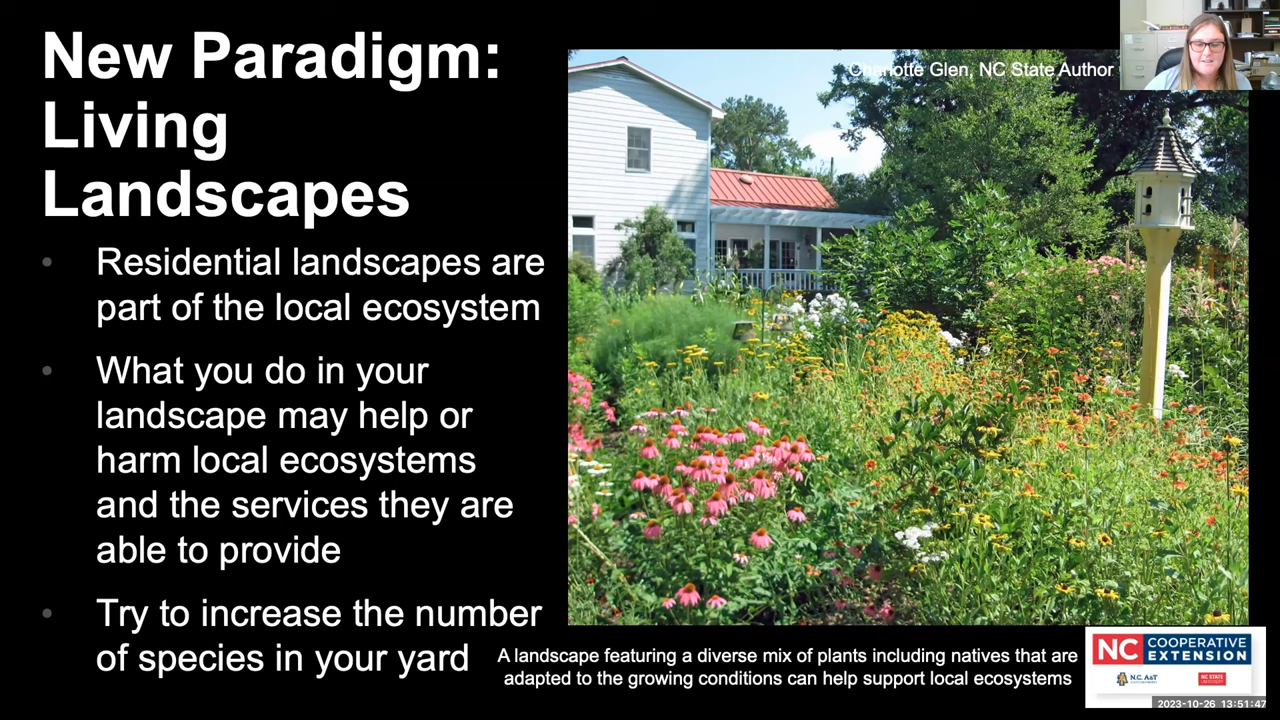 New Paradigm:
Living
Landscapes
Charlotte Glen, NC State Author
Residential landscapes are
part of the local ecosystem
What you do in your
landscape may help or
harm local ecosystems
and the services they are
able to provide
Try to increase the number
of species in your yard
A landscape featuring a diverse mix of plants including natives that are
adapted to the growing conditions can help support local ecosystems
NC COOPERATIVE
EXTENSION
N.C. A&T
NC STATE
2023-10-26 13:51:47